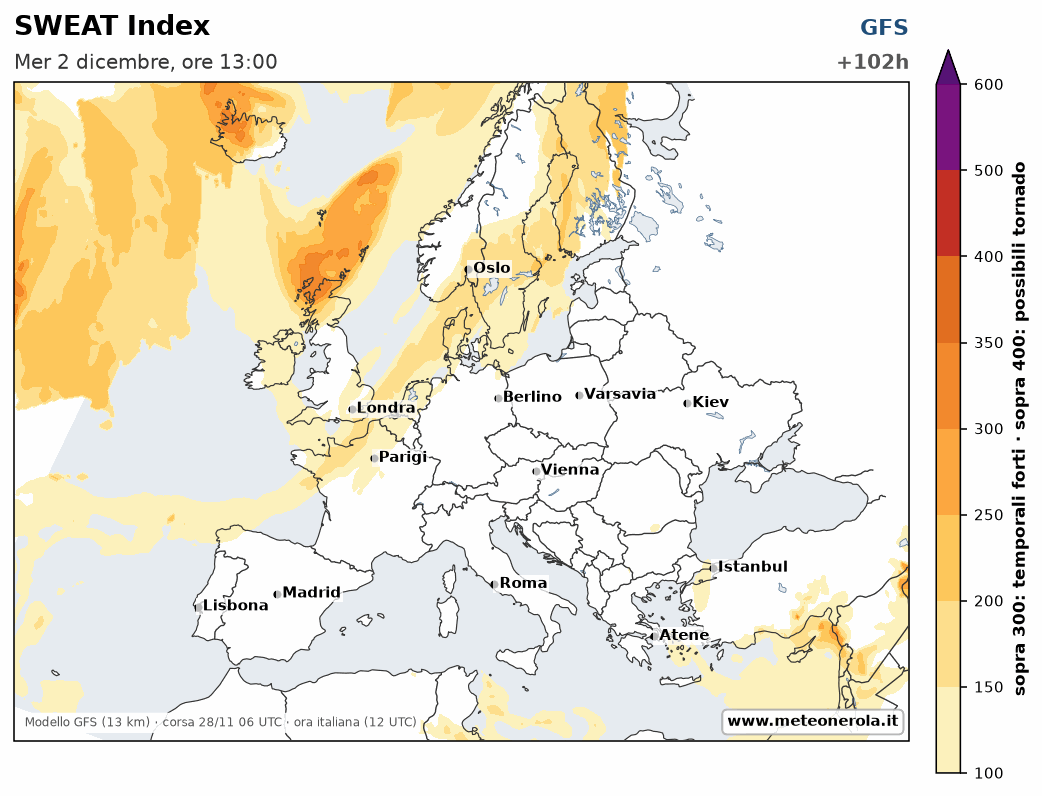 SWEAT Index
GFS
Mer 2 dicembre, ore 13:00
+102h
600
500
400
350
300
250
200
150
100
sopra 300: temporali forti · sopra 400: possibili tornado
Oslo
Londra
Berlino
Varsavia
Kiev
Parigi
Vienna
Istanbul
Roma
Madrid
Lisbona
Atene
Modello GFS (13 km) · corsa 28/11 06 UTC · ora italiana (12 UTC)
www.meteonerola.it